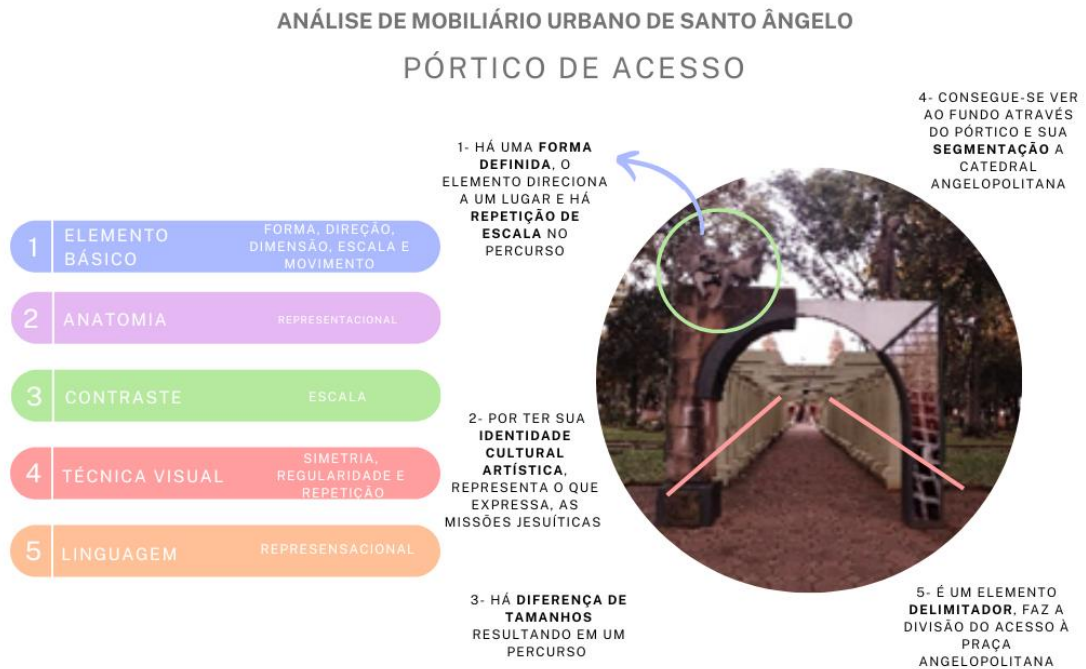 ANÁLISE DE MOBILIÁRIO URBANO DE SANTO ÂNGELO
PÓRTICO DE ACESSO
1
ELEMENTO
BÁSICO
FORMA, DIREÇÃO,
DIMENSÃO, ESCALA E
MOVIMENTO
2
ANATOMIA
REPRESENTACIONAL
3
CONTRASTE
ESCALA
4
TÉCNICA VISUAL
SIMETRIA,
REGULARIDADE E
REPETIÇÃO
5
LINGUAGEM
REPRESENSACIONAL
1- HÁ UMA FORMA
DEFINIDA, O
ELEMENTO DIRECIONA
A UM LUGAR E HÁ
REPETIÇÃO DE
ESCALA NO
PERCURSO
2- POR TER SUA
IDENTIDADE
CULTURAL
ARTÍSTICA,
REPRESENTA O QUE
EXPRESSA, AS
MISSÕES JESUÍTICAS
3- HÁ DIFERENÇA DE
TAMANHOS
RESULTANDO EM UM
PERCURSO
4- CONSEGUE-SE VER
AO FUNDO ATRAVÉS
DO PÓRTICO E SUA
SEGMENTAÇÃO A
CATEDRAL
ANGELOPOLITANA
5- É UM ELEMENTO
DELIMITADOR, FAZ A
DIVISÃO DO ACESSO À
PRAÇA
ANGELOPOLITANA